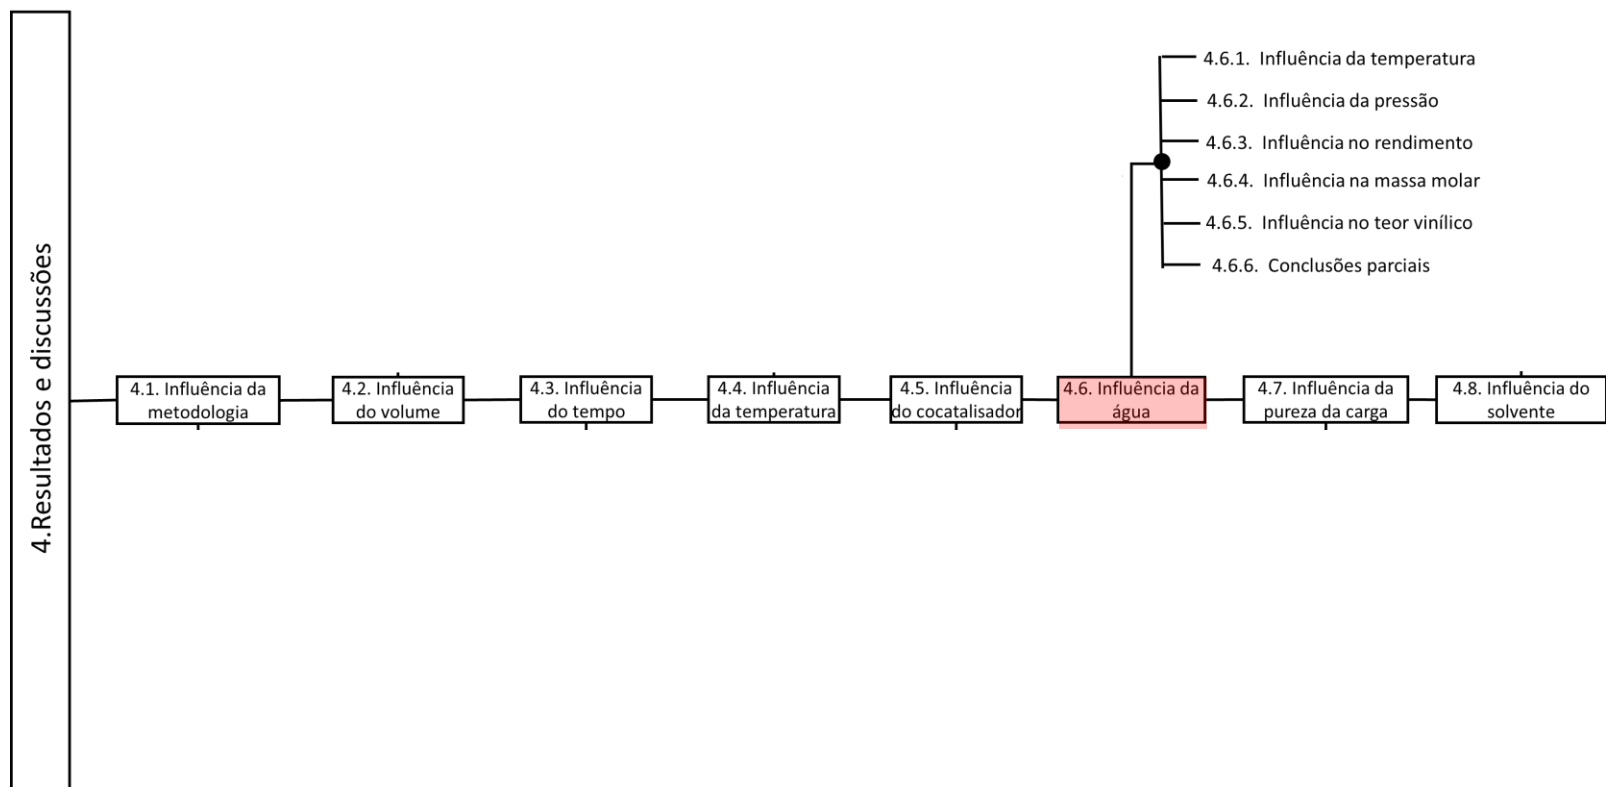 4.Resultados e discussões
4.6.1. Influência da temperatura
4.6.2. Influência da pressão
4.6.3. Influência no rendimento
4.6.4. Influência na massa molar
4.6.5. Influência no teor vinílico
4.6.6. Conclusões parciais
4.1. Influência da
metodologia
4.2. Influência
do volume
4.3. Influência
do tempo
4.4. Influência
da temperatura
4.5. Influência
do cocatalisador
4.6. Influência da
água
4.7. Influência da
pureza da carga
4.8. Influência do
solvente